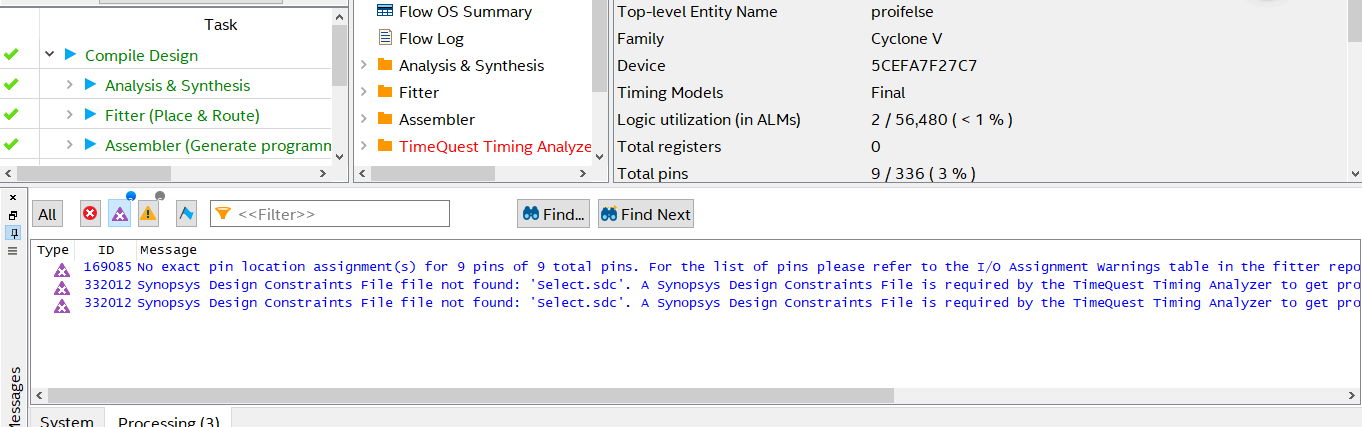 Task
Compile Design
Analysis & Synthesis
Fitter (Place & Route)
Assembler (Generate programm
Flow OS Summary
Flow Log
Analysis & Synthesis
Fitter
Assembler
TimeQuest Timing Analyze
Top-level Entity Name proifelse
Family Cyclone V
Device 5CEFA7F27C7
Timing Models Final
Logic utilization (in ALMs) 2 / 56,480 ( < 1 % )
Total registers 0
Total pins 9 / 336 ( 3 % )
All <<Filter>> Find... Find Next
Type ID Message
169085 No exact pin location assignment(s) for 9 pins of 9 total pins. For the list of pins please refer to the I/O Assignment Warnings table in the fitter repo
332012 Synopsys Design Constraints File file not found: 'Select.sdc'. A Synopsys Design Constraints File is required by the TimeQuest Timing Analyzer to get pro
332012 Synopsys Design Constraints File file not found: 'Select.sdc'. A Synopsys Design Constraints File is required by the TimeQuest Timing Analyzer to get pro
Messages
System Processing (3)